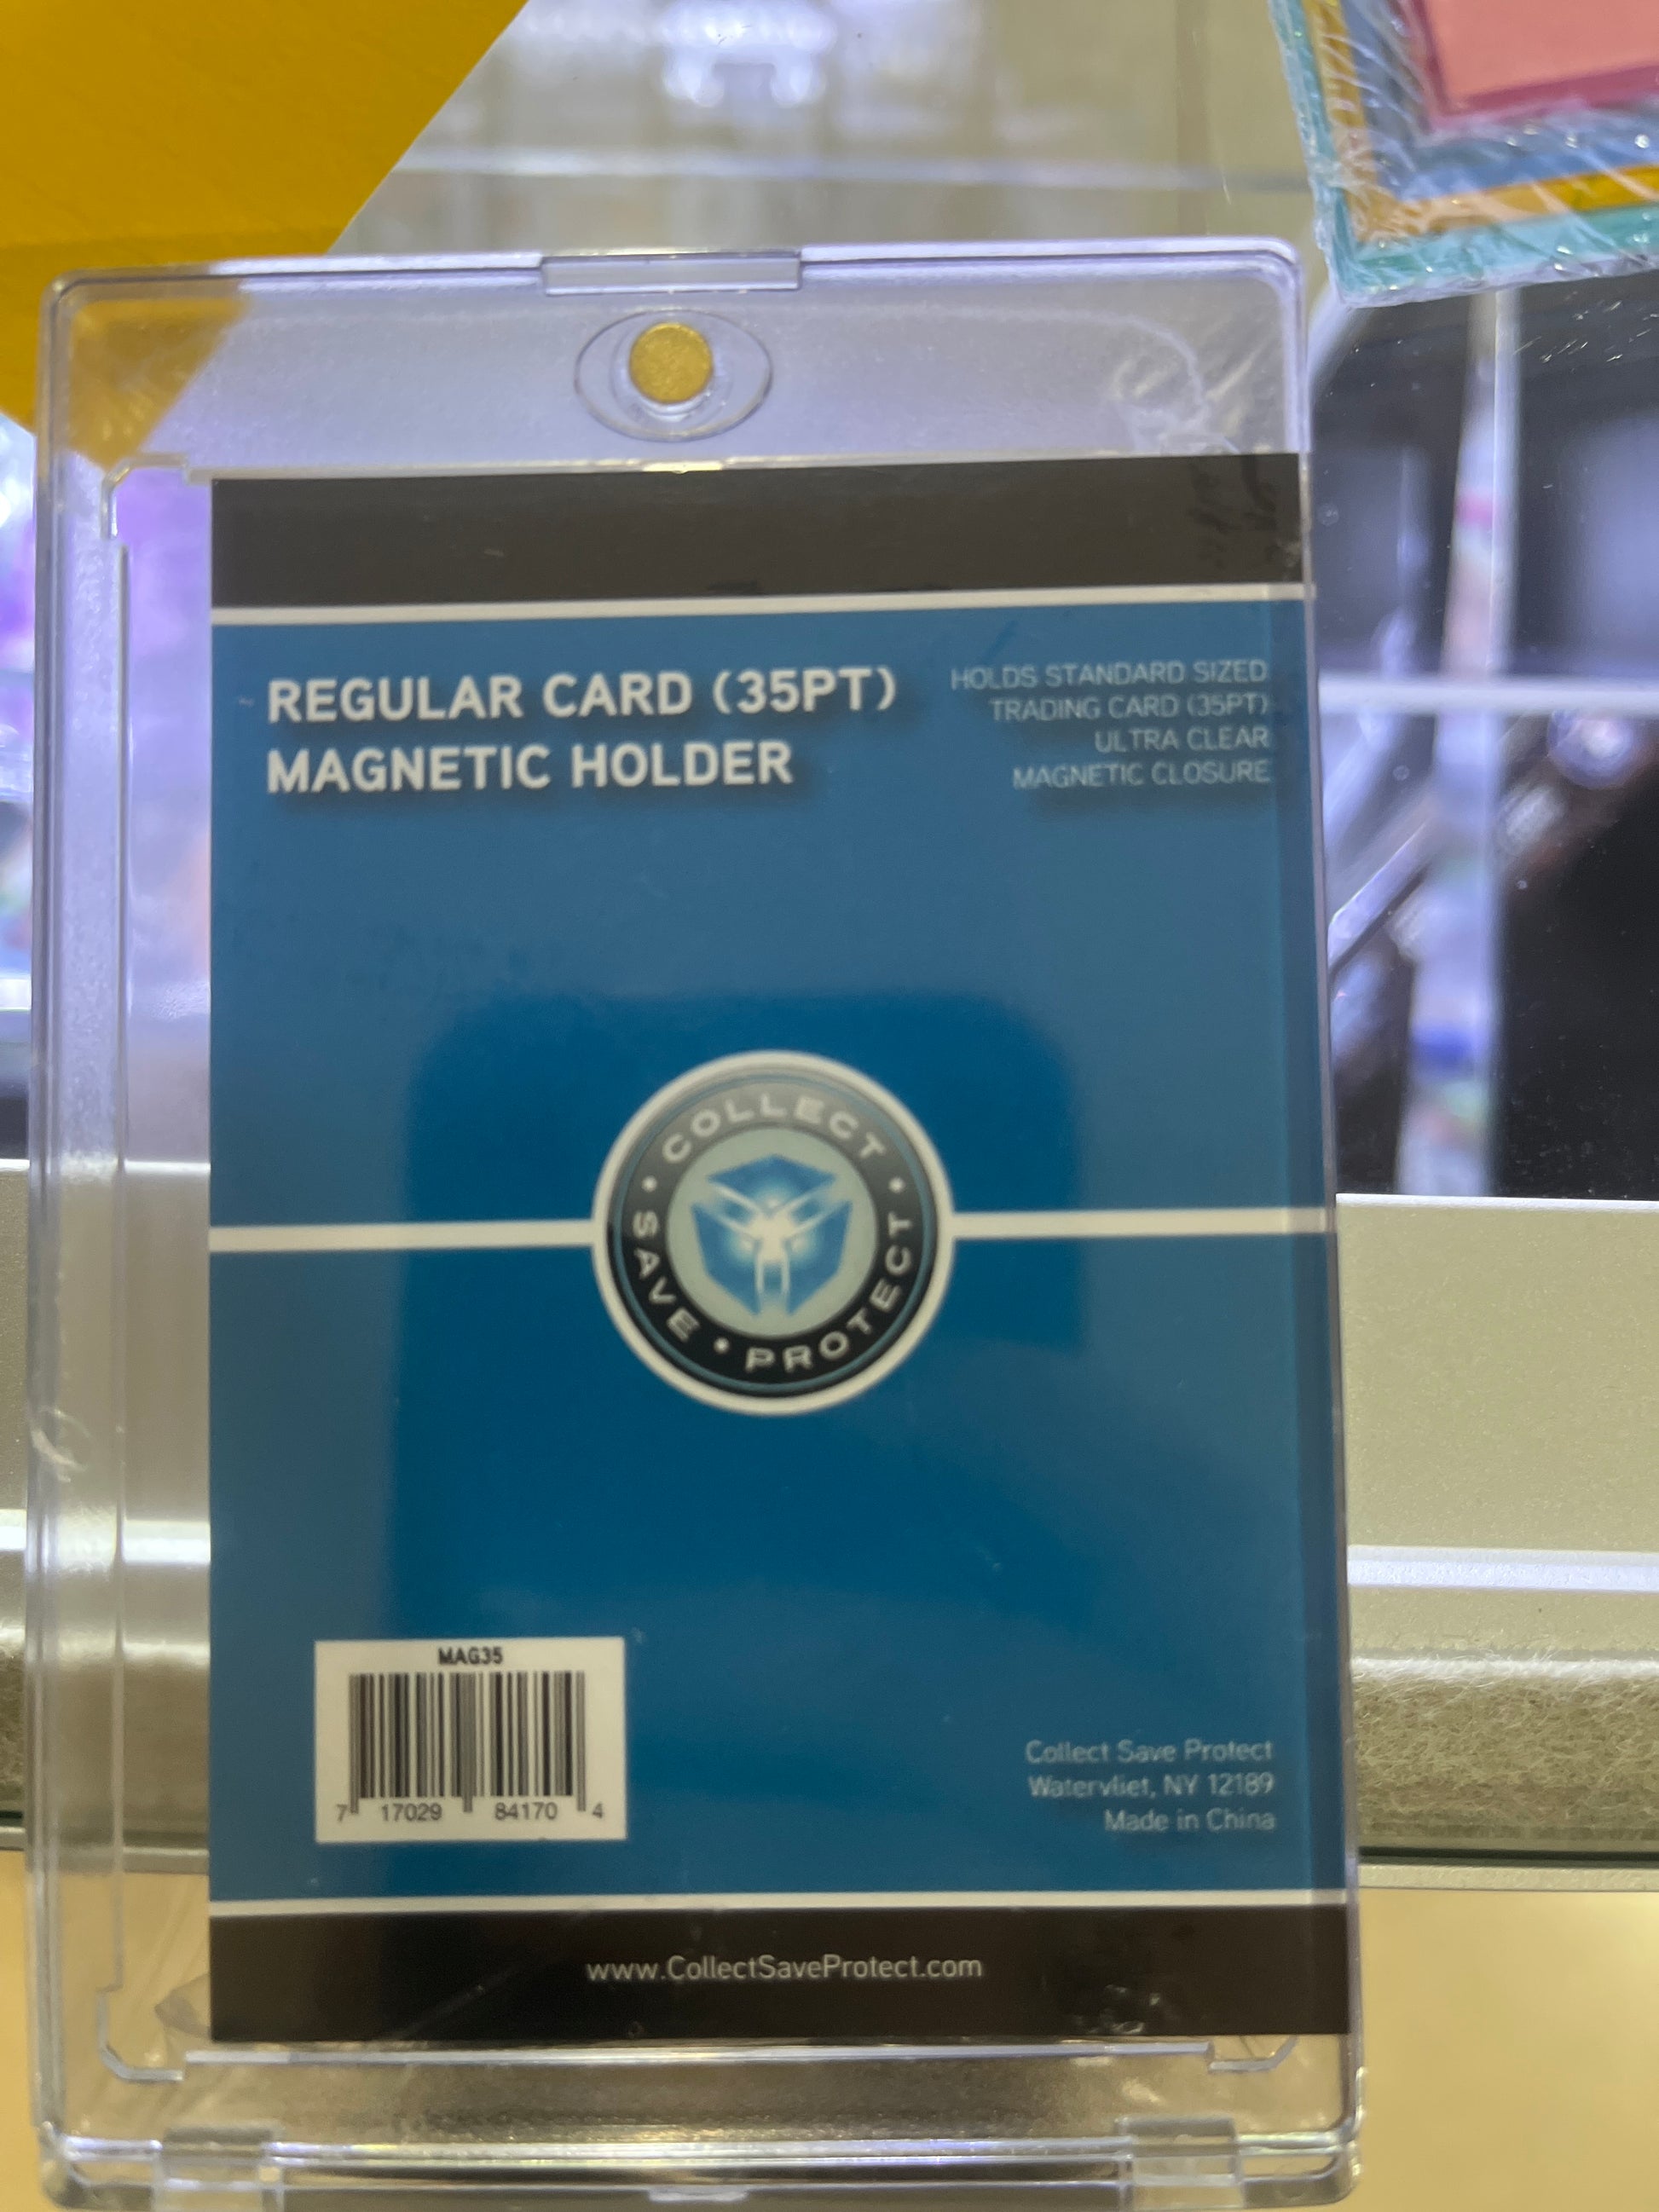 REGULAR CARD (35PT)
MAGNETIC HOLDER
HOLDS STANDARD SIZED
TRADING CARD (35PT)
ULTRA CLEAR
MAGNETIC CLOSURE
COLLECT • SAVE • PROTECT •
MAG35
7 17029 84170 4
Collect Save Protect
Watervliet, NY 12189
Made in China
www.CollectSaveProtect.com